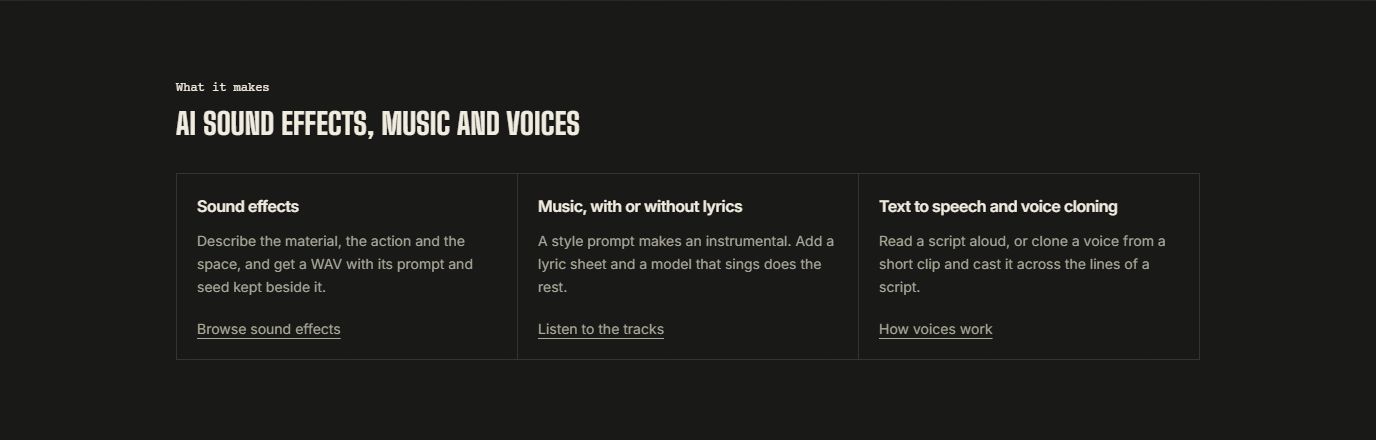 What it makes
AI SOUND EFFECTS, MUSIC AND VOICES
Sound effects
Describe the material, the action and the
space, and get a WAV with its prompt and
seed kept beside it.
Browse sound effects
Music, with or without lyrics
A style prompt makes an instrumental. Add a
lyric sheet and a model that sings does the
rest.
Listen to the tracks
Text to speech and voice cloning
Read a script aloud, or clone a voice from a
short clip and cast it across the lines of a
script.
How voices work